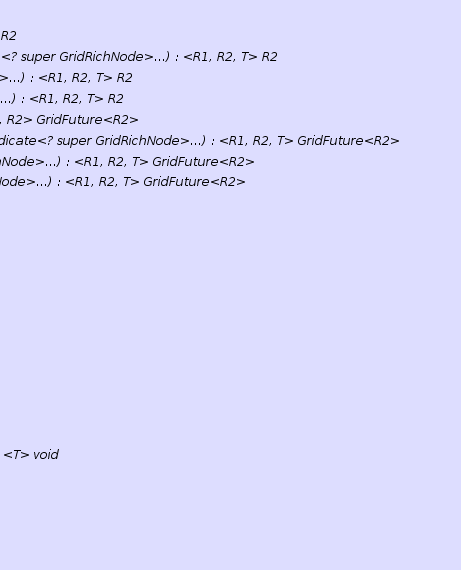 R2
<? super GridRichNode>...) : <R1, R2, T> R2
>...) : <R1, R2, T> R2
...) : <R1, R2, T> R2
, R2> GridFuture<R2>
dicate<? super GridRichNode>...) : <R1, R2, T> GridFuture<R2>
hNode>...) : <R1, R2, T> GridFuture<R2>
Node>...) : <R1, R2, T> GridFuture<R2>
<T> void